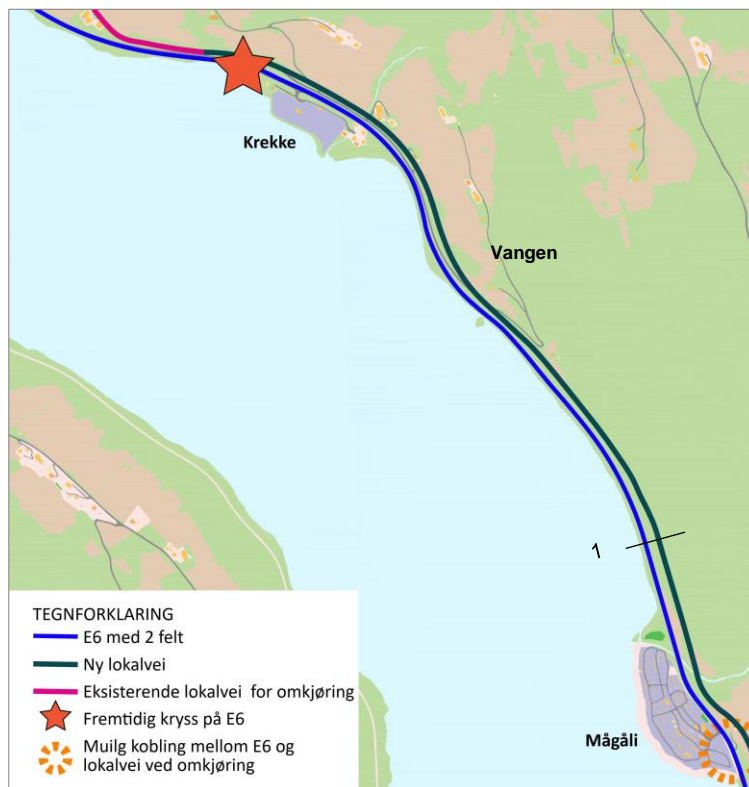 Krekke
Vangen
1
Mågåli
TEGNFORKLARING
E6 med 2 felt
Ny lokalvei
Eksisterende lokalvei for omkjøring
Fremtidig kryss på E6
Muilg kobling mellom E6 og
lokalvei ved omkjøring